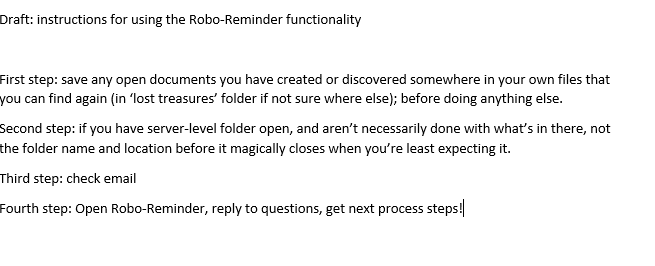 Draft: instructions for using the Robo-Reminder functionality
First step: save any open documents you have created or discovered somewhere in your own files that
you can find again (in ‘lost treasures’ folder if not sure where else); before doing anything else.
Second step: if you have server-level folder open, and aren’t necessarily done with what’s in there, not
the folder name and location before it magically closes when you’re least expecting it.
Third step: check email
Fourth step: Open Robo-Reminder, reply to questions, get next process steps!